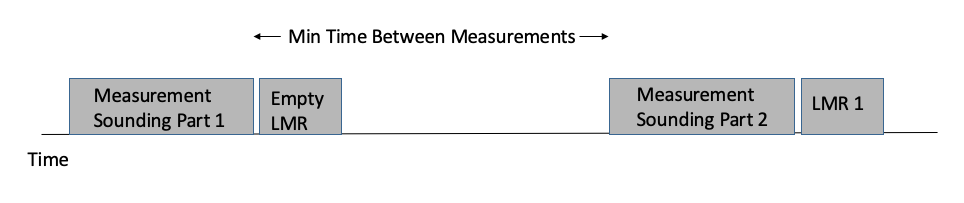 Min Time Between Measurements
Measurement
Sounding Part 1
Empty
LMR
Measurement
Sounding Part 2
LMR 1
Time